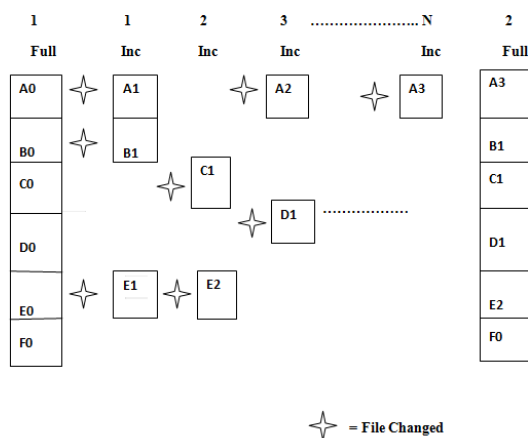 1 1 2 3 ........................ N 2
Full Inc Inc Inc Inc Full
A0 A1 A2 A3 A3
B0 B1 B1
C0 C1 C1
D0 D1 .................. D1
E0 E1 E2 E2
F0 F0
= File Changed